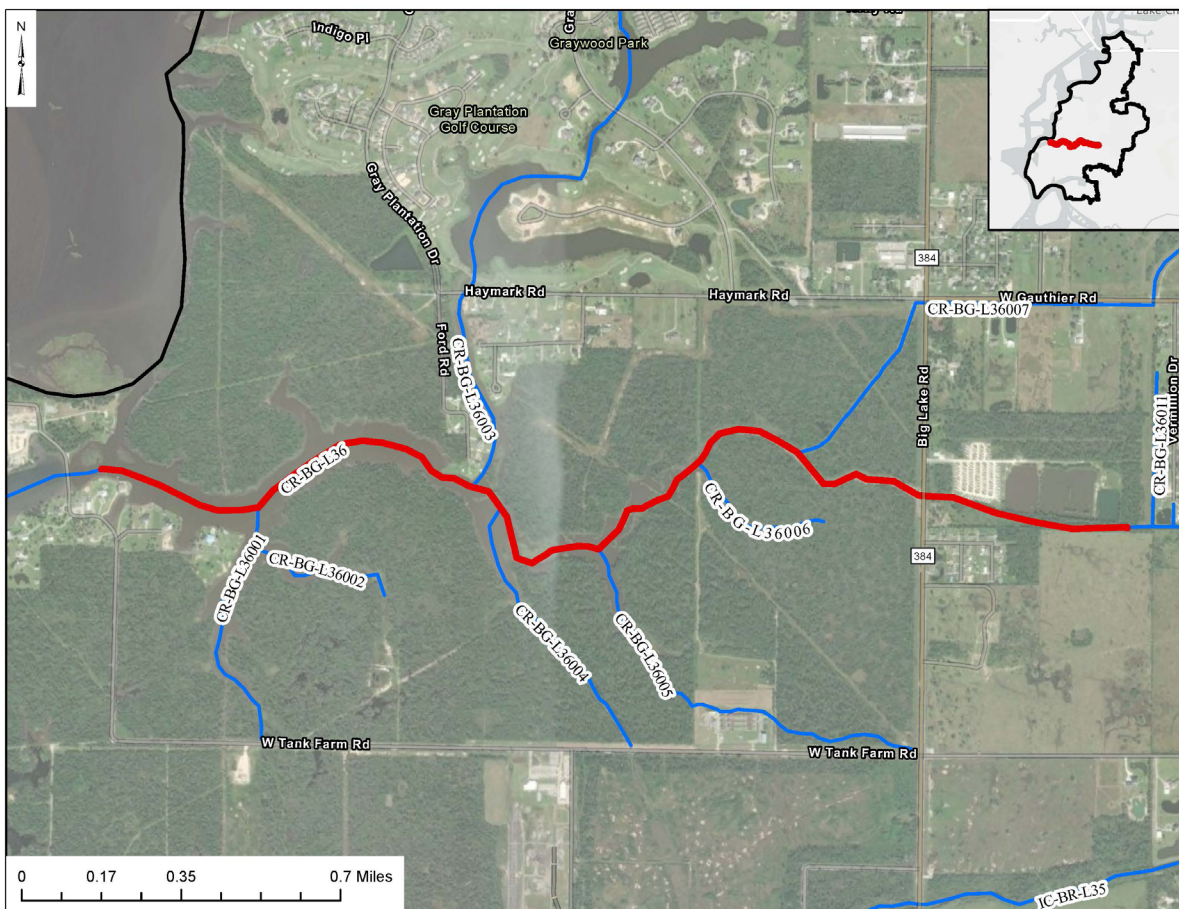 N
Indigo Pl
Graywood Park
Lake
Gray Plantation
Golf Course
Gray Plantation Dr
384
Haymark Rd
Haymark Rd
W Gauthier Rd
CR-BG-L36007
Ford Rd
CR-BG-L36003
Big Lake Rd
CR-BG-L36011
CR-BG-L36
CR-BG-L36006
CR-BG-L36001
CR-BG-L36002
384
CR-BG-L36004
CR-BG-L36005
W Tank Farm Rd
W Tank Farm Rd
0 0.17 0.35 0.7 Miles
IC-BR-L35